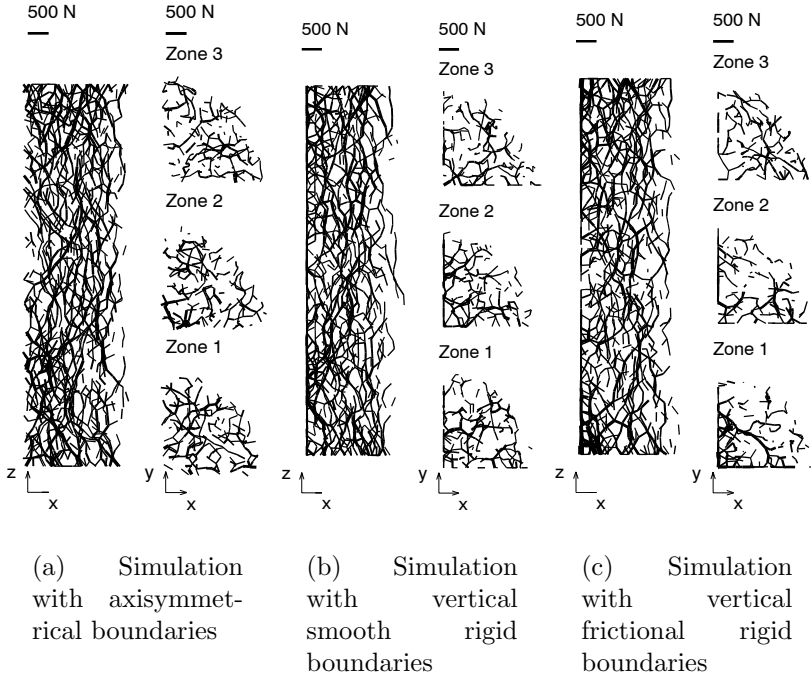 500 N
500 N
Zone 3
Zone 2
Zone 1
z
x
y
x
500 N
500 N
Zone 3
Zone 2
Zone 1
z
x
y
x
500 N
500 N
Zone 3
Zone 2
Zone 1
z
x
y
x
(a) Simulation
with axisymmet-
rical boundaries
(b) Simulation
with vertical
smooth rigid
boundaries
(c) Simulation
with vertical
frictional rigid
boundaries